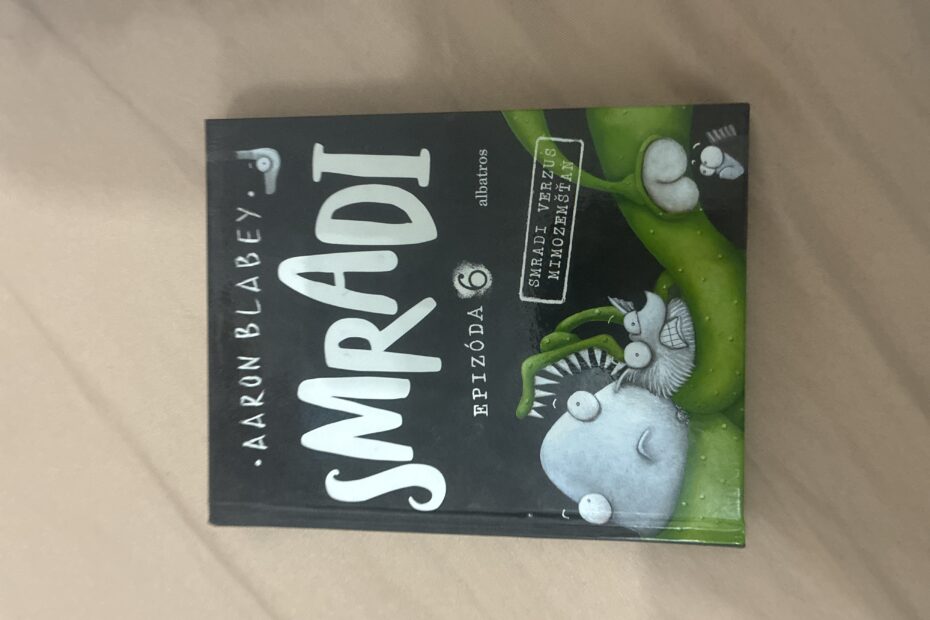 • AARON BLABEY •
SMRADI
EPIZÓDA 6
albatros
SMRADI VERZUS
MIMOZEMŠŤAN